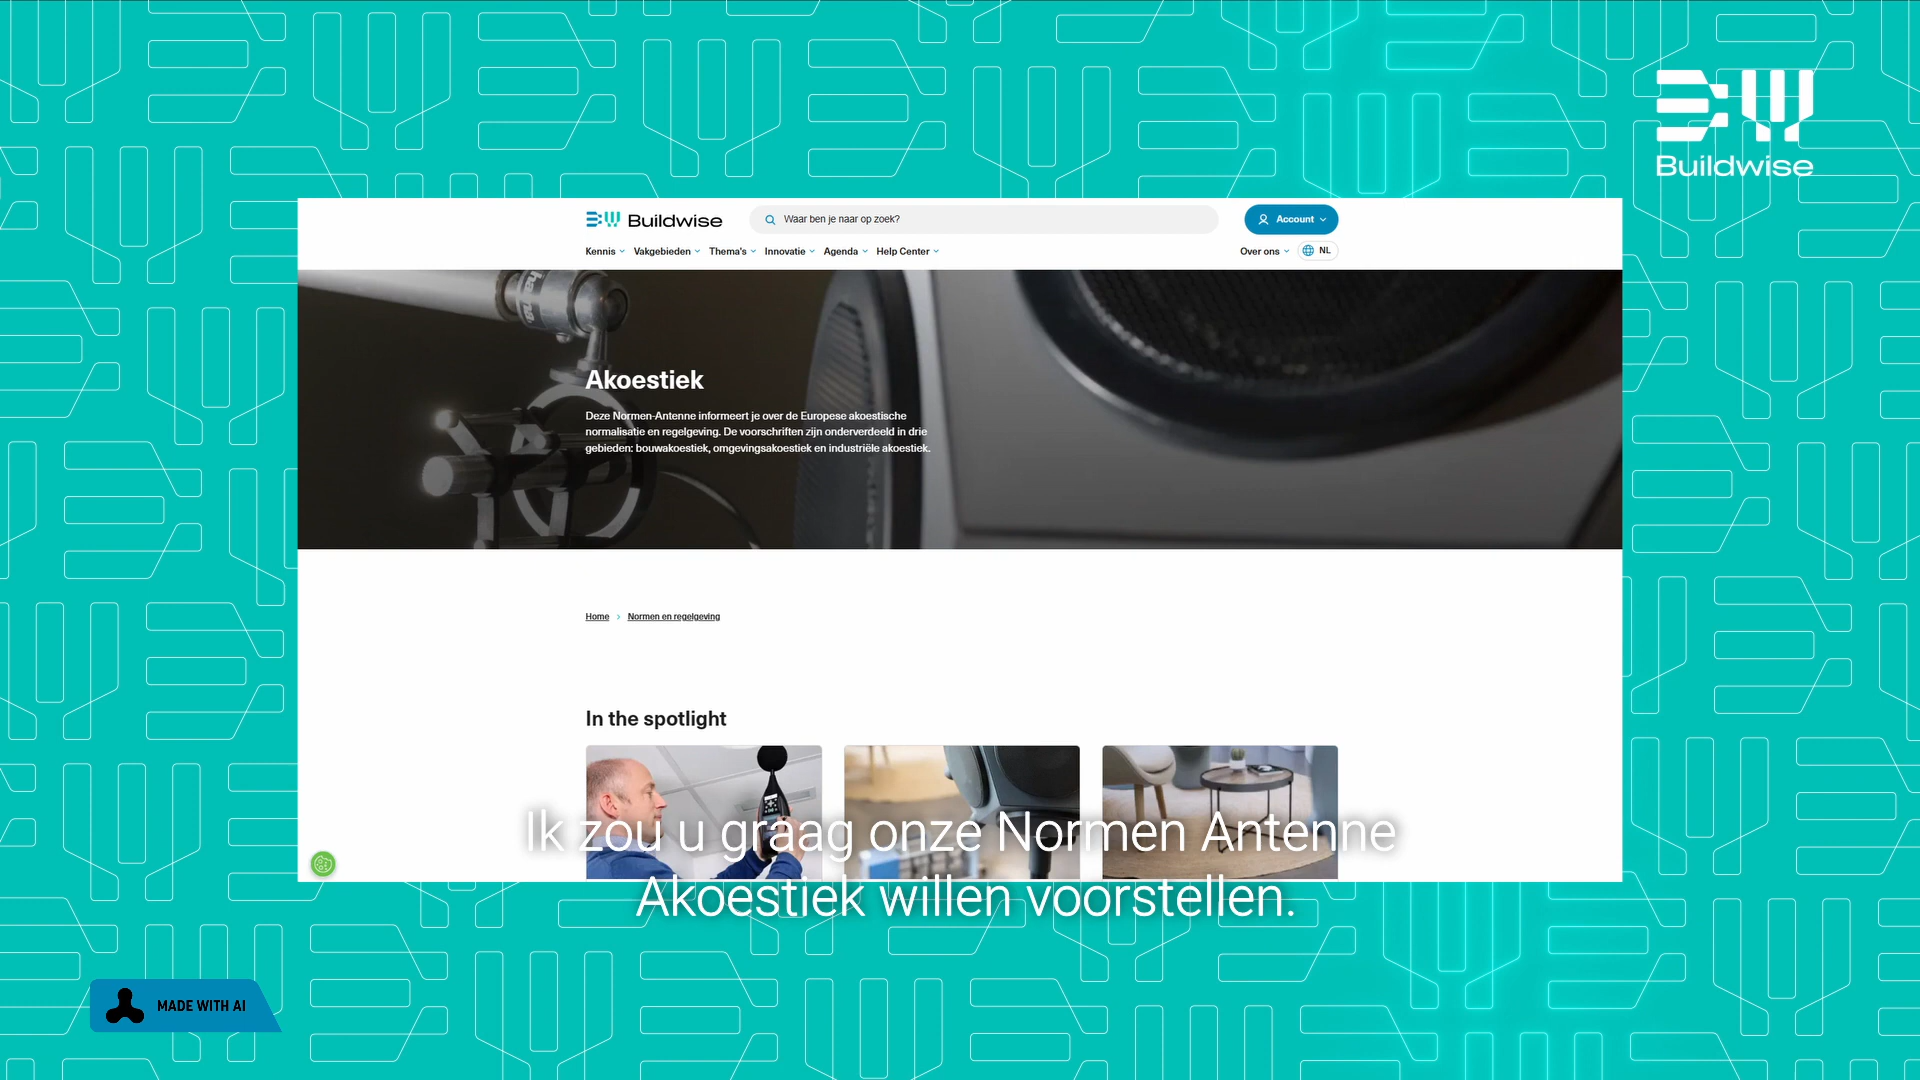 Buildwise
Buildwise
Waar ben je naar op zoek?
Account
Kennis
Vakgebieden
Thema's
Innovatie
Agenda
Help Center
Over ons
NL
Akoestiek
Deze Normen-Antenne informeert je over de Europese akoestische
normalisatie en regelgeving. De voorschriften zijn onderverdeeld in drie
gebieden: bouwakoestiek, omgevingsakoestiek en industriële akoestiek.
Home > Normen en regelgeving
In the spotlight
Ik zou u graag onze Normen Antenne
Akoestiek willen voorstellen.
MADE WITH AI